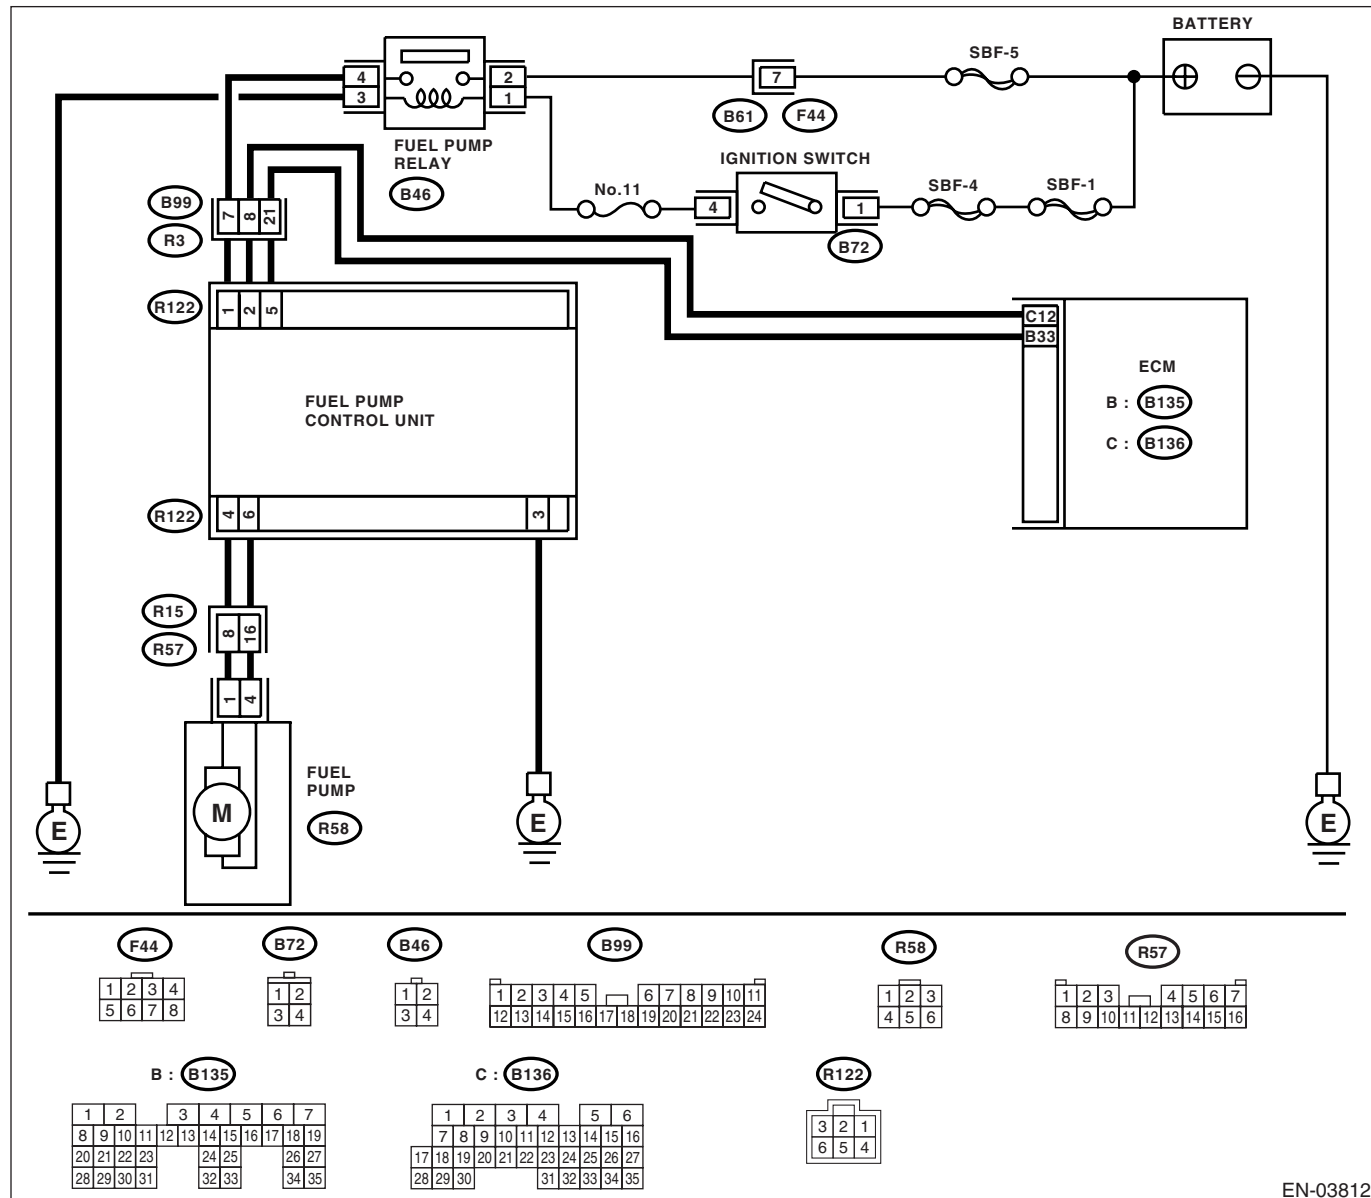 BATTERY
SBF-5
4
3
2
1
7
B61
F44
FUEL PUMP
RELAY
B46
IGNITION SWITCH
No.11
4
1
SBF-4
SBF-1
B72
B99
R3
7
8
21
R122
1
2
5
FUEL PUMP
CONTROL UNIT
C12
B33
ECM
B : B135
C : B136
R122
4
6
3
R15
R57
8
16
1
4
M
FUEL
PUMP
R58
E
E
E
F44
1 2 3 4
5 6 7 8
B72
1 2
3 4
B46
1 2
3 4
B99
1 2 3 4 5 6 7 8 9 10 11
12 13 14 15 16 17 18 19 20 21 22 23 24
R58
1 2 3
4 5 6
R57
1 2 3 4 5 6 7
8 9 10 11 12 13 14 15 16
B : B135
1 2 3 4 5 6 7
8 9 10 11 12 13 14 15 16 17 18 19
20 21 22 23 24 25 26 27
28 29 30 31 32 33 34 35
C : B136
1 2 3 4 5 6
7 8 9 10 11 12 13 14 15 16
17 18 19 20 21 22 23 24 25 26 27
28 29 30 31 32 33 34 35
R122
3 2 1
6 5 4
EN-03812